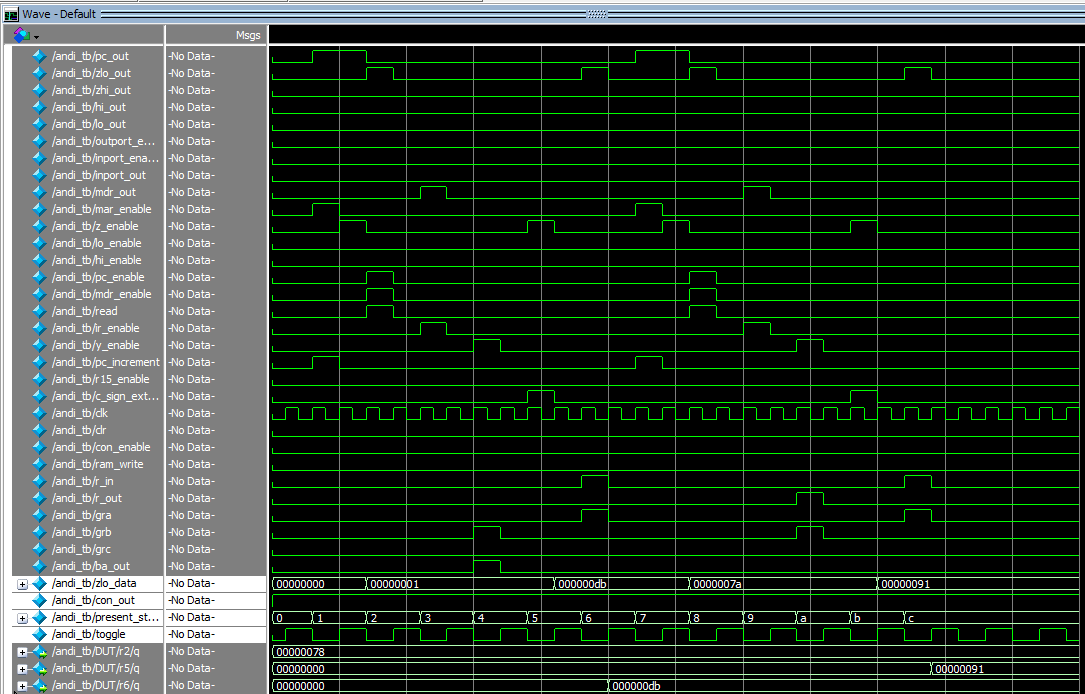 Wave - Default
Msgs
/andi_tb/pc_out -No Data-
/andi_tb/zlo_out -No Data-
/andi_tb/zhi_out -No Data-
/andi_tb/hi_out -No Data-
/andi_tb/lo_out -No Data-
/andi_tb/outport_e... -No Data-
/andi_tb/inport_ena... -No Data-
/andi_tb/inport_out -No Data-
/andi_tb/mdr_out -No Data-
/andi_tb/mar_enable -No Data-
/andi_tb/z_enable -No Data-
/andi_tb/lo_enable -No Data-
/andi_tb/hi_enable -No Data-
/andi_tb/pc_enable -No Data-
/andi_tb/mdr_enable -No Data-
/andi_tb/read -No Data-
/andi_tb/ir_enable -No Data-
/andi_tb/y_enable -No Data-
/andi_tb/pc_increment -No Data-
/andi_tb/r15_enable -No Data-
/andi_tb/c_sign_ext... -No Data-
/andi_tb/clk -No Data-
/andi_tb/clr -No Data-
/andi_tb/con_enable -No Data-
/andi_tb/ram_write -No Data-
/andi_tb/r_in -No Data-
/andi_tb/r_out -No Data-
/andi_tb/gra -No Data-
/andi_tb/grb -No Data-
/andi_tb/grc -No Data-
/andi_tb/ba_out -No Data-
/andi_tb/zlo_data -No Data- 00000000 00000001 000000db 0000007a 00000091
/andi_tb/con_out -No Data-
/andi_tb/present_st... -No Data- 0 1 2 3 4 5 6 7 8 9 a b c
/andi_tb/toggle -No Data-
/andi_tb/DUT/r2/q -No Data- 00000078
/andi_tb/DUT/r5/q -No Data- 00000000 00000091
/andi_tb/DUT/r6/q -No Data- 00000000 000000db